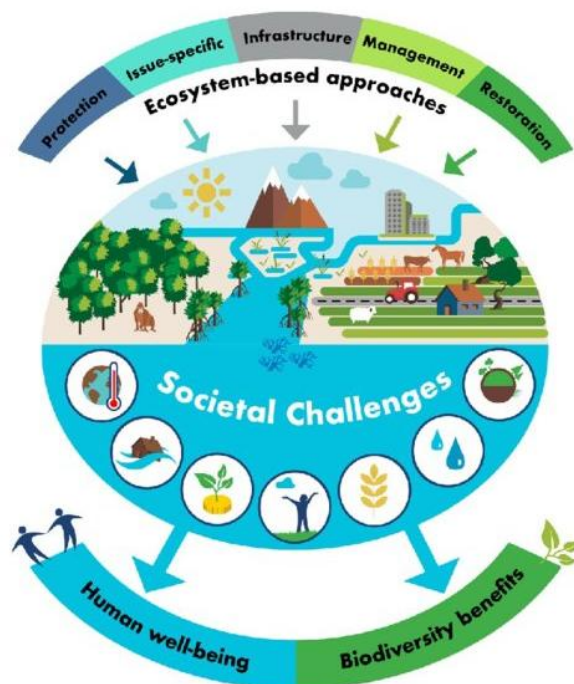 Protection
Issue-specific
Infrastructure
Management
Restoration
Ecosystem-based approaches
Societal Challenges
Human well-being
Biodiversity benefits